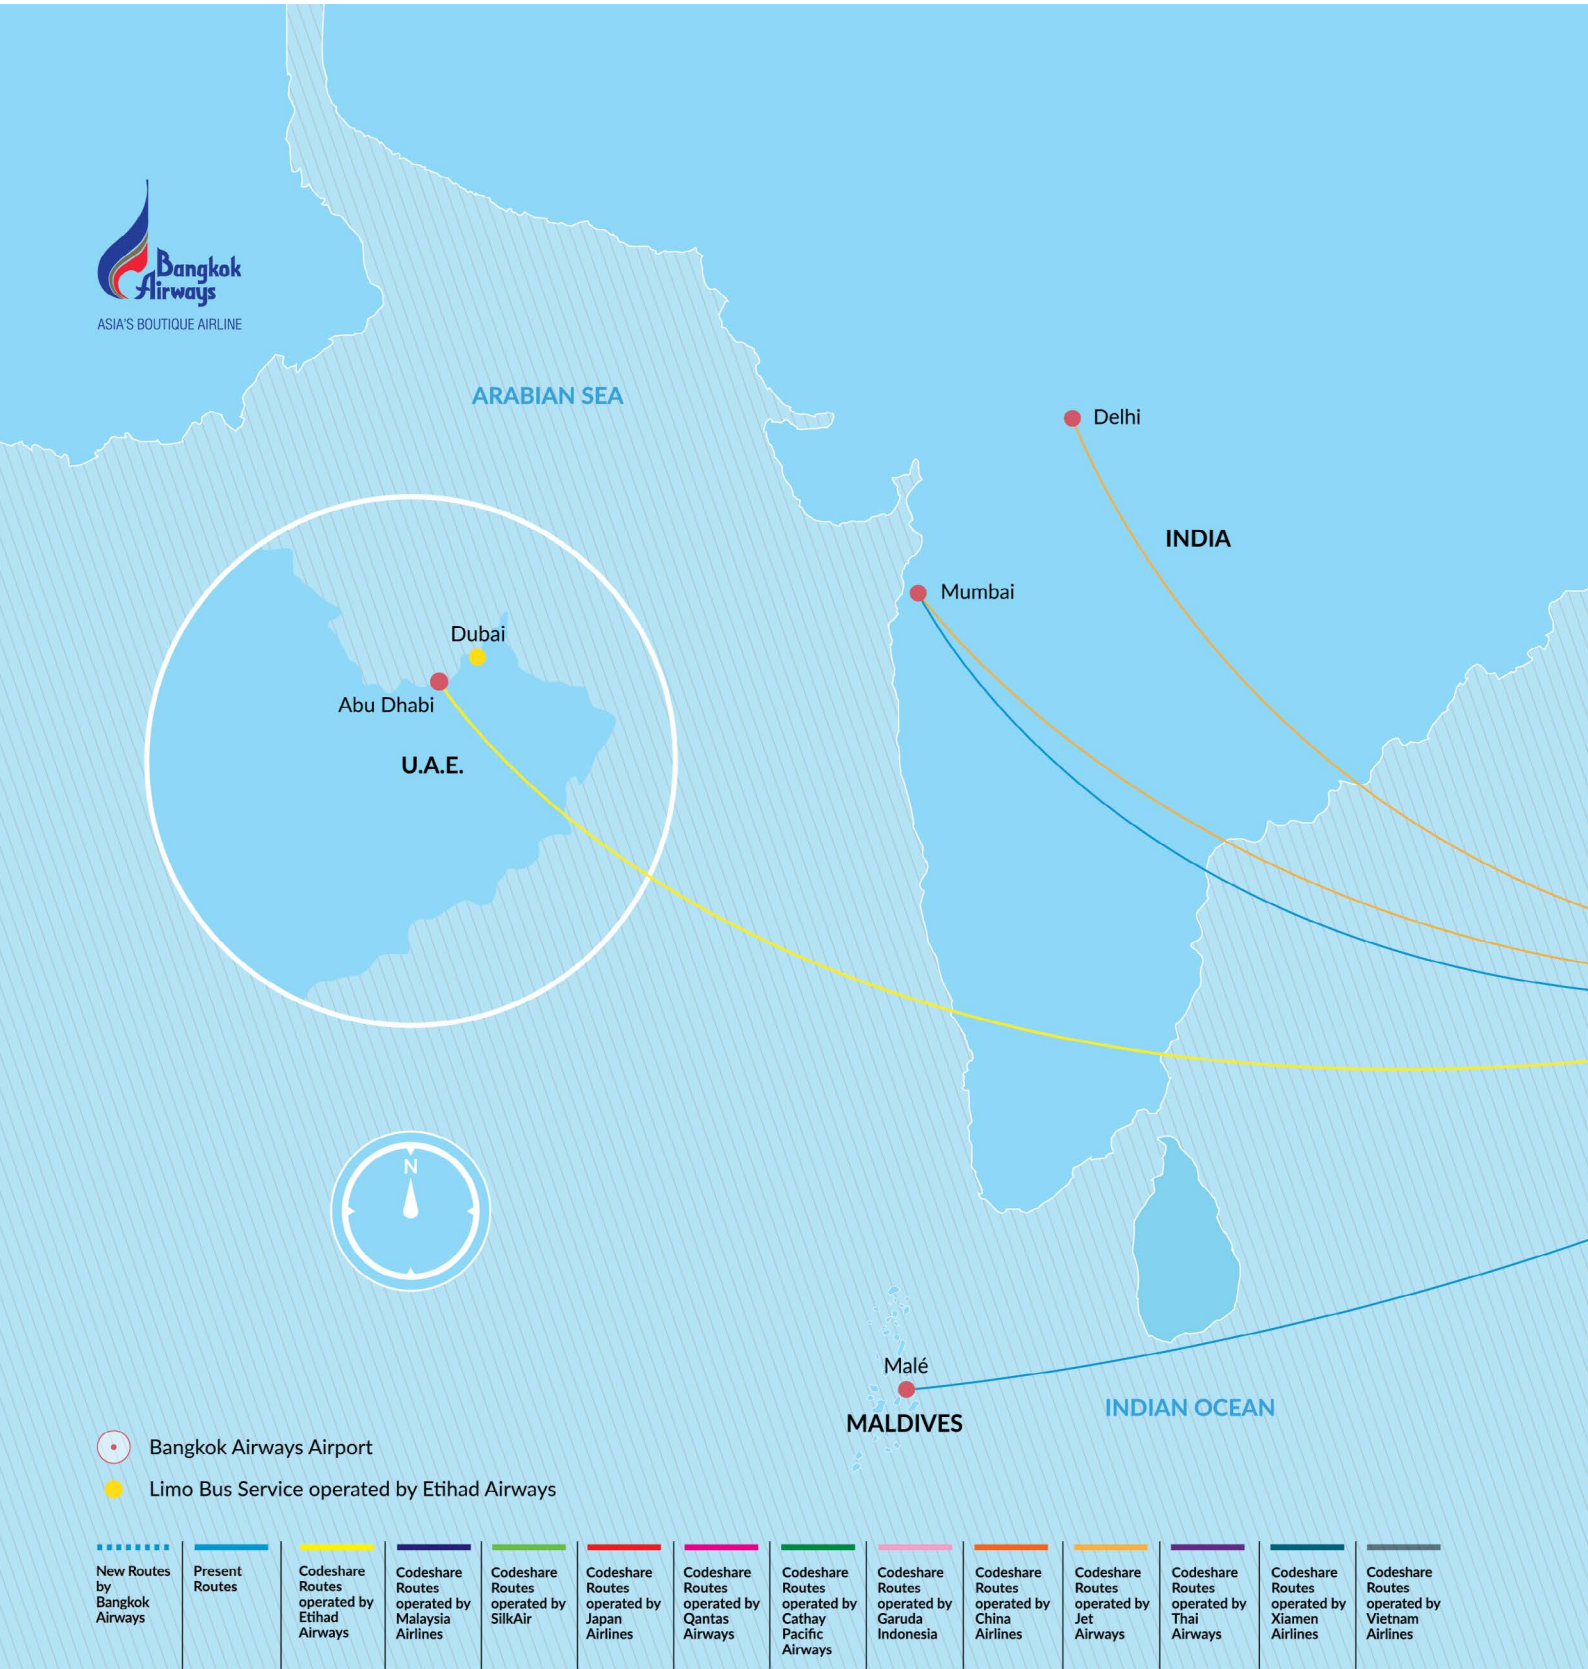 Bangkok
Airways
ASIA'S BOUTIQUE AIRLINE
ARABIAN SEA
Delhi
INDIA
Mumbai
Dubai
Abu Dhabi
U.A.E.
N
Malé
MALDIVES
INDIAN OCEAN
Bangkok Airways Airport
Limo Bus Service operated by Etihad Airways
New Routes
by
Bangkok
Airways
Present
Routes
Codeshare
Routes
operated by
Etihad
Airways
Codeshare
Routes
operated by
Malaysia
Airlines
Codeshare
Routes
operated by
SilkAir
Codeshare
Routes
operated by
Japan
Airlines
Codeshare
Routes
operated by
Qantas
Airways
Codeshare
Routes
operated by
Cathay
Pacific
Airways
Codeshare
Routes
operated by
Garuda
Indonesia
Codeshare
Routes
operated by
China
Airlines
Codeshare
Routes
operated by
Jet
Airways
Codeshare
Routes
operated by
Thai
Airways
Codeshare
Routes
operated by
Xiamen
Airlines
Codeshare
Routes
operated by
Vietnam
Airlines